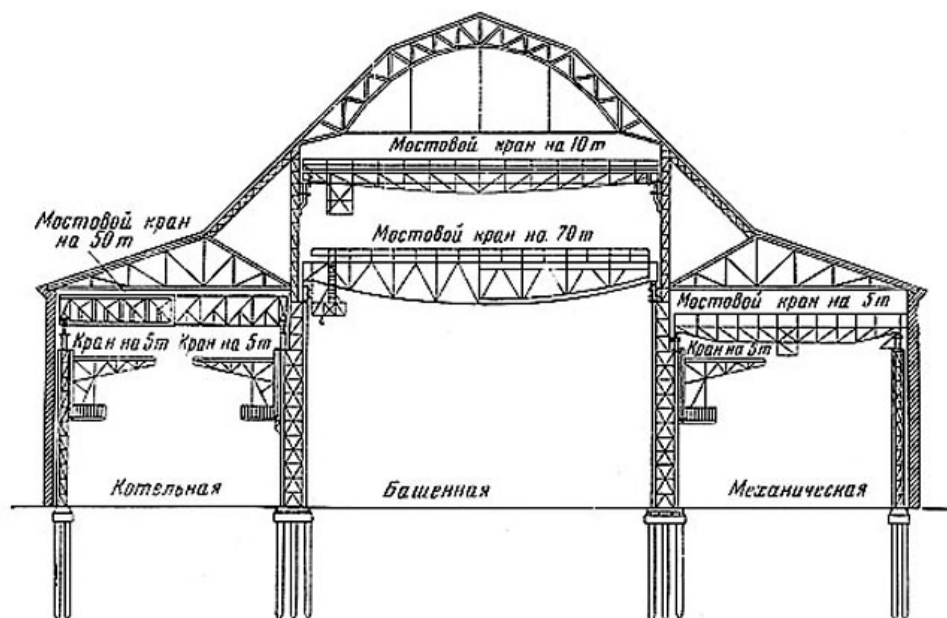 Мостовой кран на 10 т
Мостовой кран
на 50 т
Мостовой кран на 70 т
Мостовой кран на 5 т
Кран на 5 т
Кран на 5 т
Кран на 5 т
Котельная
Башенная
Механическая